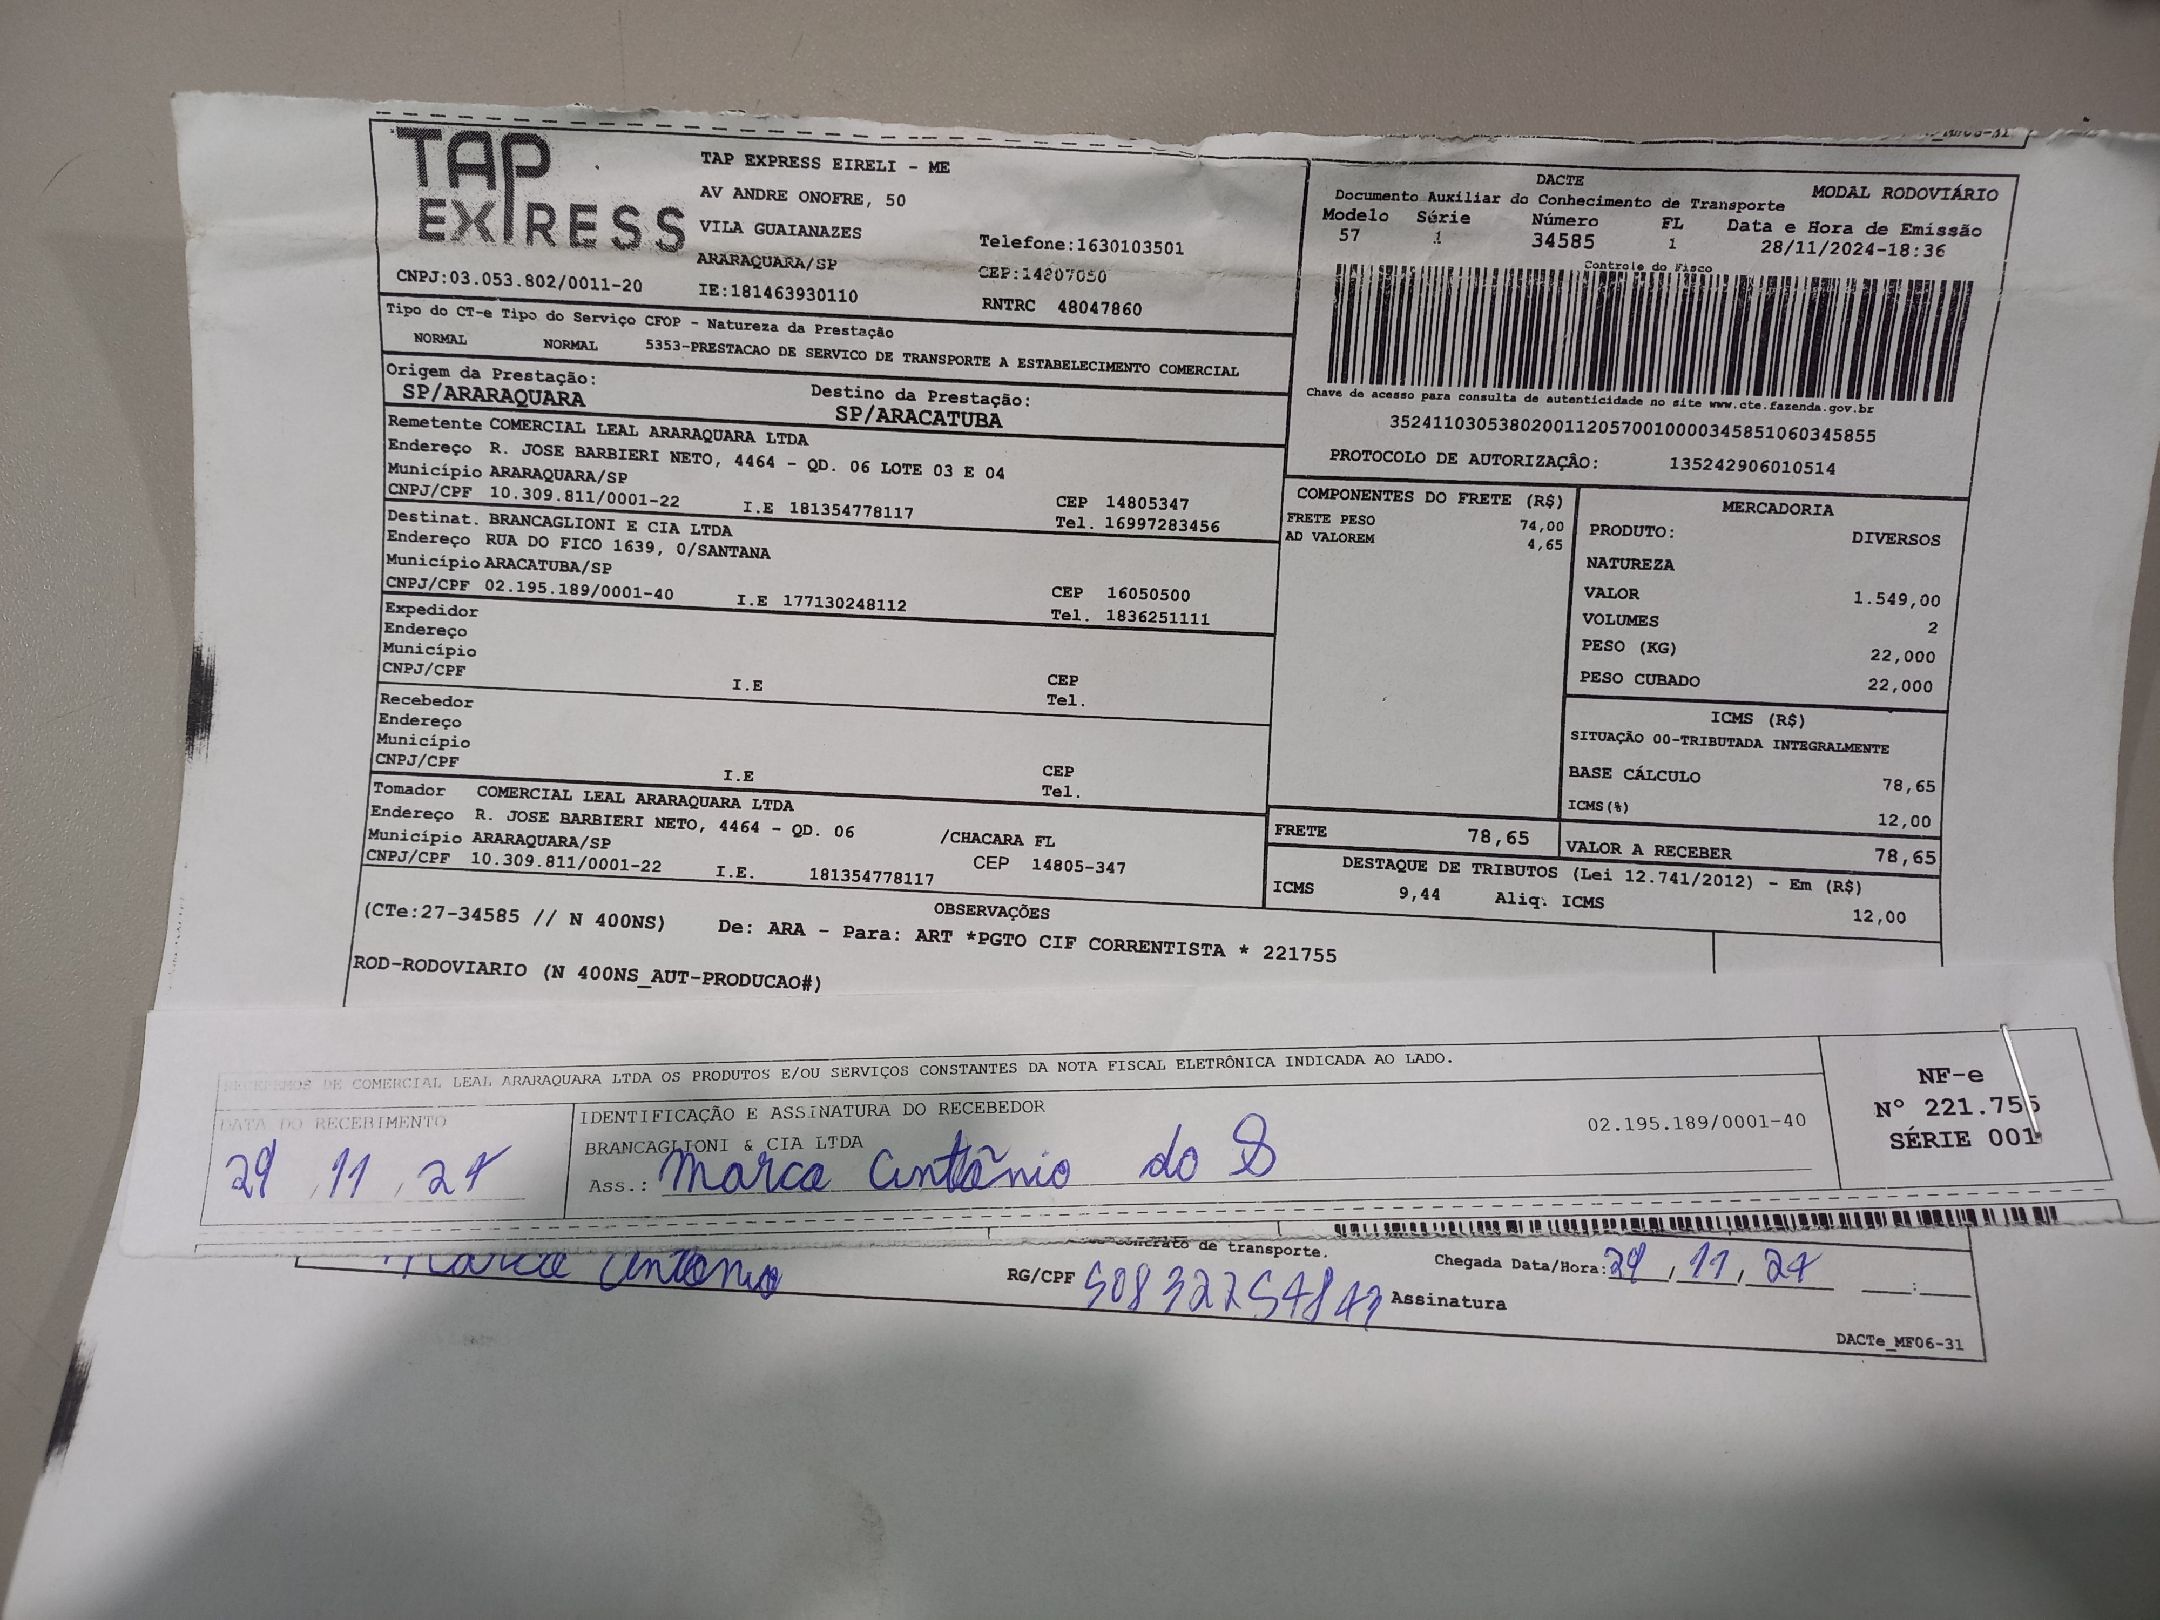 TAP EXPRESS
TAP EXPRESS EIRELI - ME
AV ANDRE ONOFRE, 50
VILA GUAIANAZES
Telefone:1630103501
ARARAQUARA/SP
CEP:14807050
CNPJ:03.053.802/0011-20
IE:181463930110
RNTRC 48047860
DACTE
MODAL RODOVIÁRIO
Documento Auxiliar do Conhecimento de Transporte
Modelo Série Número FL Data e Hora de Emissão
57 1 34585 1 28/11/2024-18:36
Controle do Fisco
Chave de acesso para consulta de autenticidade no site www.cte.fazenda.gov.br
35241103053802001120570010000345851060345855
PROTOCOLO DE AUTORIZAÇÂO: 135242906010514
Tipo do CT-e Tipo do Serviço CFOP - Natureza da Prestação
NORMAL NORMAL 5353-PRESTACAO DE SERVICO DE TRANSPORTE A ESTABELECIMENTO COMERCIAL
Origem da Prestação: Destino da Prestação:
SP/ARARAQUARA SP/ARACATUBA
Remetente COMERCIAL LEAL ARARAQUARA LTDA
Endereço R. JOSE BARBIERI NETO, 4464 - QD. 06 LOTE 03 E 04
Município ARARAQUARA/SP CEP 14805347
CNPJ/CPF 10.309.811/0001-22 I.E 181354778117 Tel. 16997283456
Destinat. BRANCAGLIONI E CIA LTDA
Endereço RUA DO FICO 1639, 0/SANTANA
Município ARACATUBA/SP CEP 16050500
CNPJ/CPF 02.195.189/0001-40 I.E 177130248112 Tel. 1836251111
Expedidor
Endereço
Município CEP
CNPJ/CPF I.E Tel.
Recebedor
Endereço
Município CEP
CNPJ/CPF I.E Tel.
Tomador COMERCIAL LEAL ARARAQUARA LTDA
Endereço R. JOSE BARBIERI NETO, 4464 - QD. 06 /CHACARA FL
Município ARARAQUARA/SP CEP 14805-347
CNPJ/CPF 10.309.811/0001-22 I.E. 181354778117
COMPONENTES DO FRETE (R$)
FRETE PESO 74,00
AD VALOREM 4,65
MERCADORIA
PRODUTO: DIVERSOS
NATUREZA
VALOR 1.549,00
VOLUMES 2
PESO (KG) 22,000
PESO CUBADO 22,000
ICMS (R$)
SITUAÇÃO 00-TRIBUTADA INTEGRALMENTE
BASE CÁLCULO 78,65
ICMS(%) 12,00
FRETE 78,65 VALOR A RECEBER 78,65
DESTAQUE DE TRIBUTOS (Lei 12.741/2012) - Em (R$)
ICMS 9,44 Aliq. ICMS 12,00
OBSERVAÇÕES
(CTe:27-34585 // N 400NS) De: ARA - Para: ART *PGTO CIF CORRENTISTA * 221755
ROD-RODOVIARIO (N 400NS_AUT-PRODUCAO#)
RECEBEMOS DE COMERCIAL LEAL ARARAQUARA LTDA OS PRODUTOS E/OU SERVIÇOS CONSTANTES DA NOTA FISCAL ELETRÔNICA INDICADA AO LADO.
DATA DO RECEBIMENTO
29, 11, 24
IDENTIFICAÇÃO E ASSINATURA DO RECEBEDOR
BRANCAGLIONI & CIA LTDA 02.195.189/0001-40
Ass.: Marco Antônio do S
NF-e
N° 221.755
SÉRIE 001
contrato de transporte.
Marco Antonio RG/CPF Chegada Data/Hora: 29, 11, 24 :
Assinatura
DACTe_MF06-31